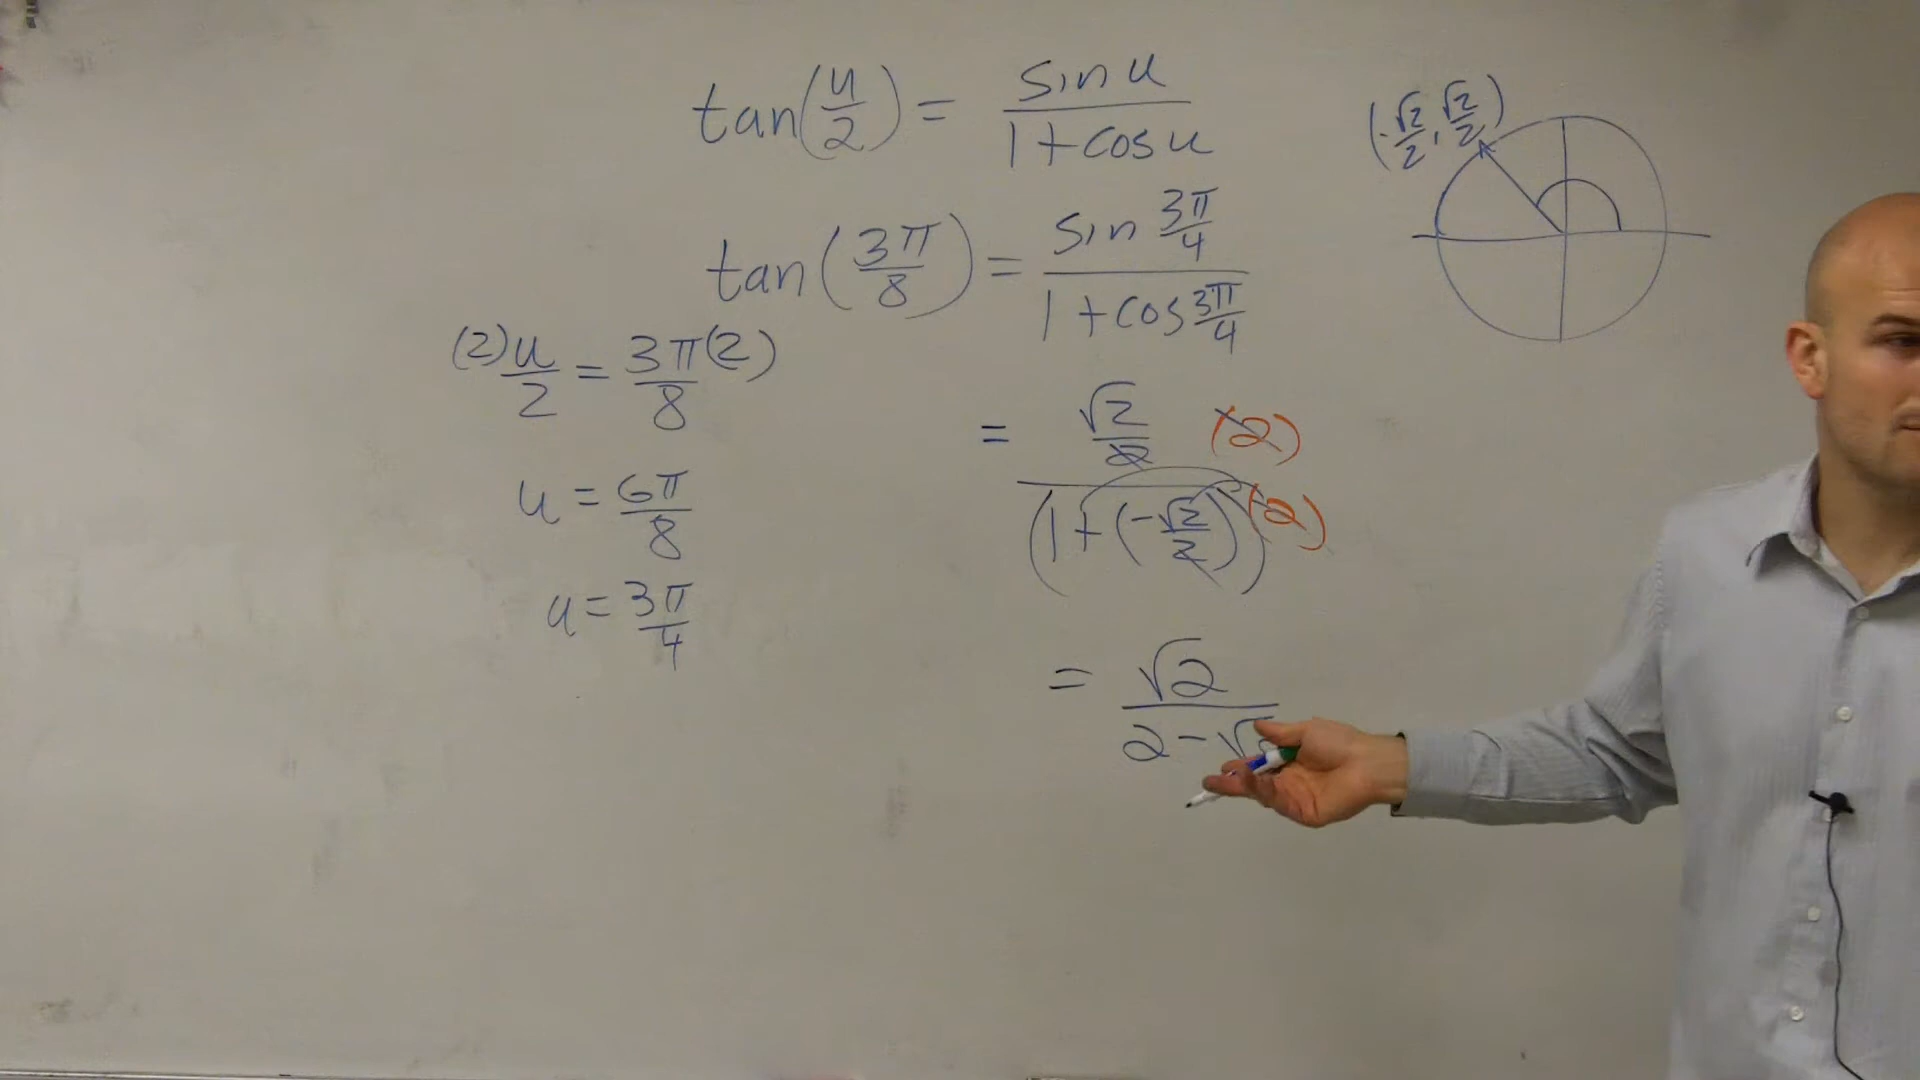 tan(u/2) = sin u / (1 + cos u)
(-√2/2, √2/2)
tan(3π/8) = sin 3π/4 / (1 + cos 3π/4)
(2) u/2 = 3π/8 (2)
u = 6π/8
u = 3π/4
= √2/2 (2) / (1 + (-√2/2)) (2)
= √2 / (2 - √